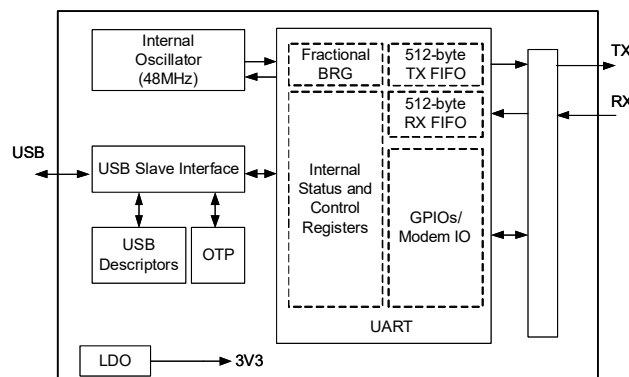 Internal
Oscillator
(48MHz)
Fractional
BRG
512-byte
TX FIFO
TX
512-byte
RX FIFO
RX
USB
USB Slave Interface
Internal
Status and
Control
Registers
GPIOs/
Modem IO
USB
Descriptors
OTP
UART
LDO
3V3